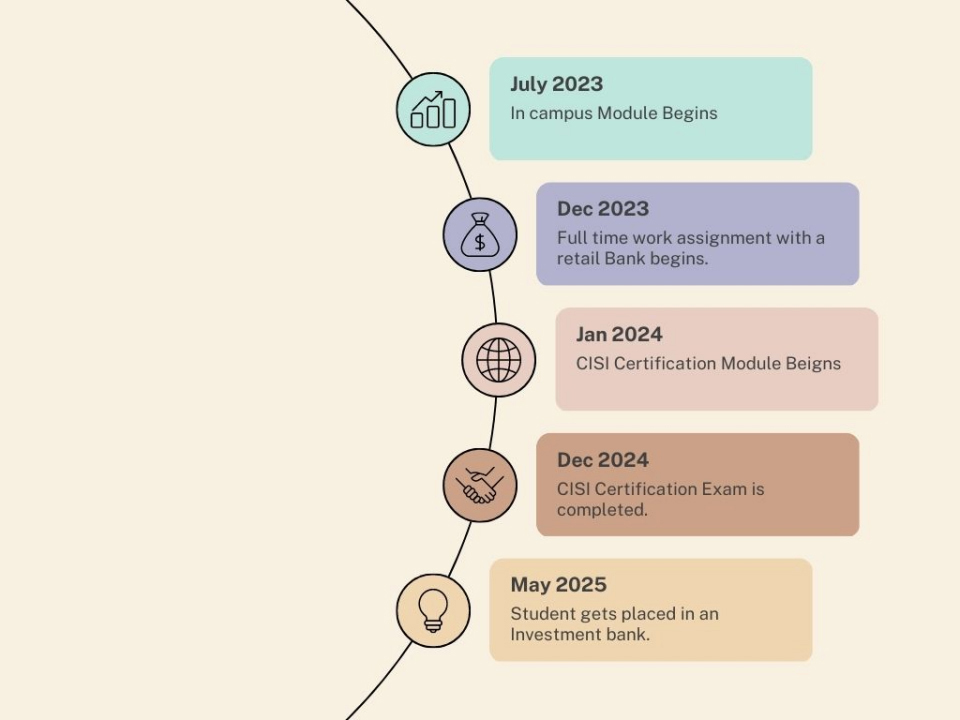 July 2023
In campus Module Begins
Dec 2023
Full time work assignment with a
retail Bank begins.
Jan 2024
CISI Certification Module Beigns
Dec 2024
CISI Certification Exam is
completed.
May 2025
Student gets placed in an
Investment bank.
$